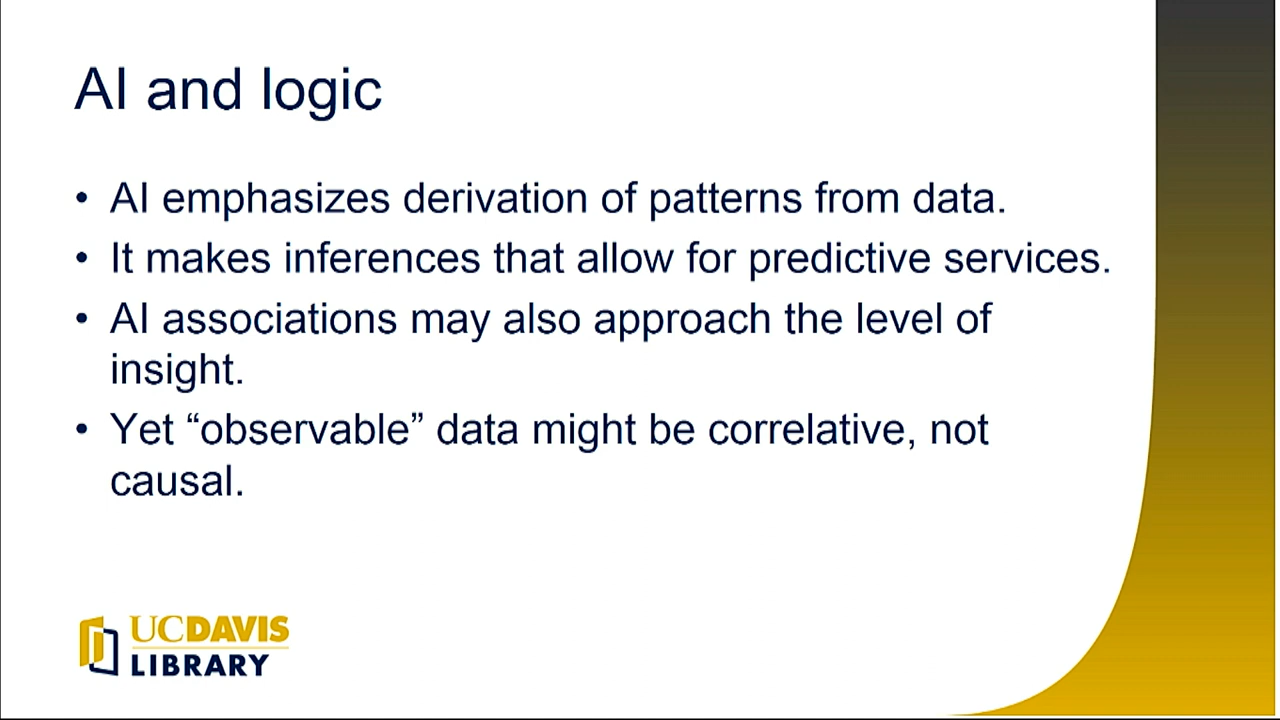 AI and logic
• AI emphasizes derivation of patterns from data.
• It makes inferences that allow for predictive services.
• AI associations may also approach the level of
insight.
• Yet “observable” data might be correlative, not
causal.
UCDAVIS
LIBRARY